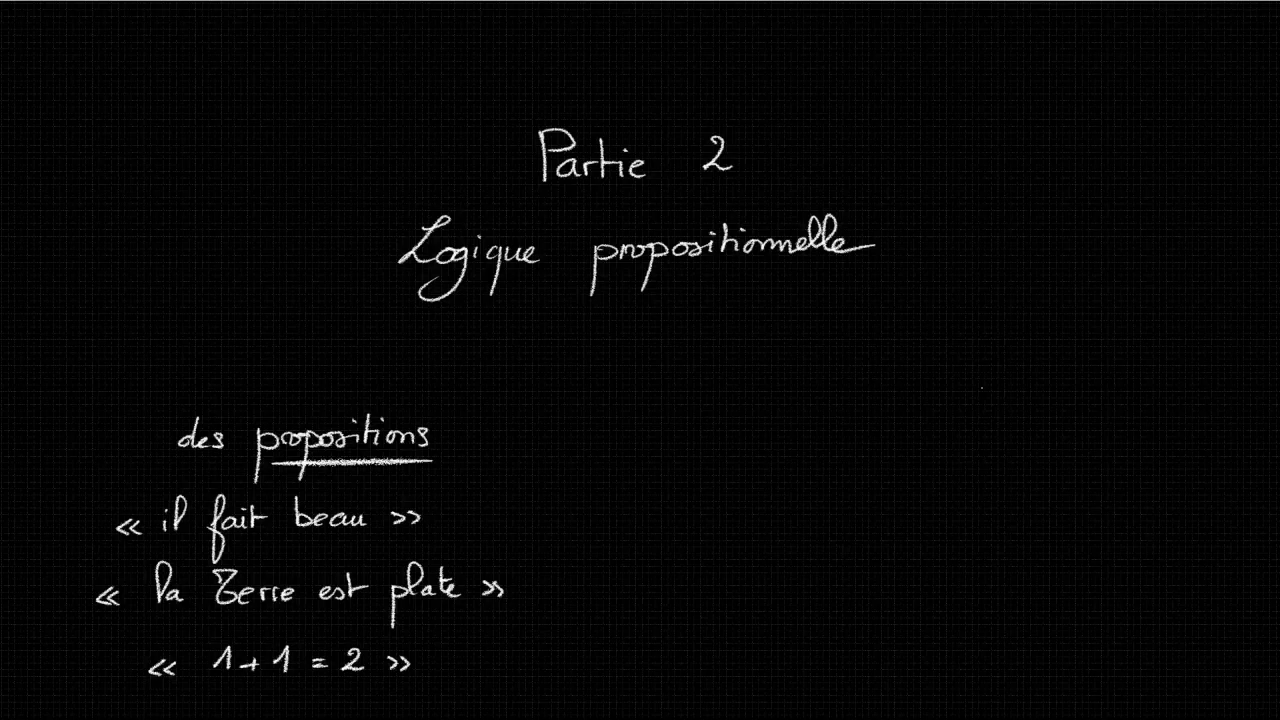 Partie 2
Logique propositionnelle
des propositions
« il fait beau »
« la Terre est plate »
« 1 + 1 = 2 »